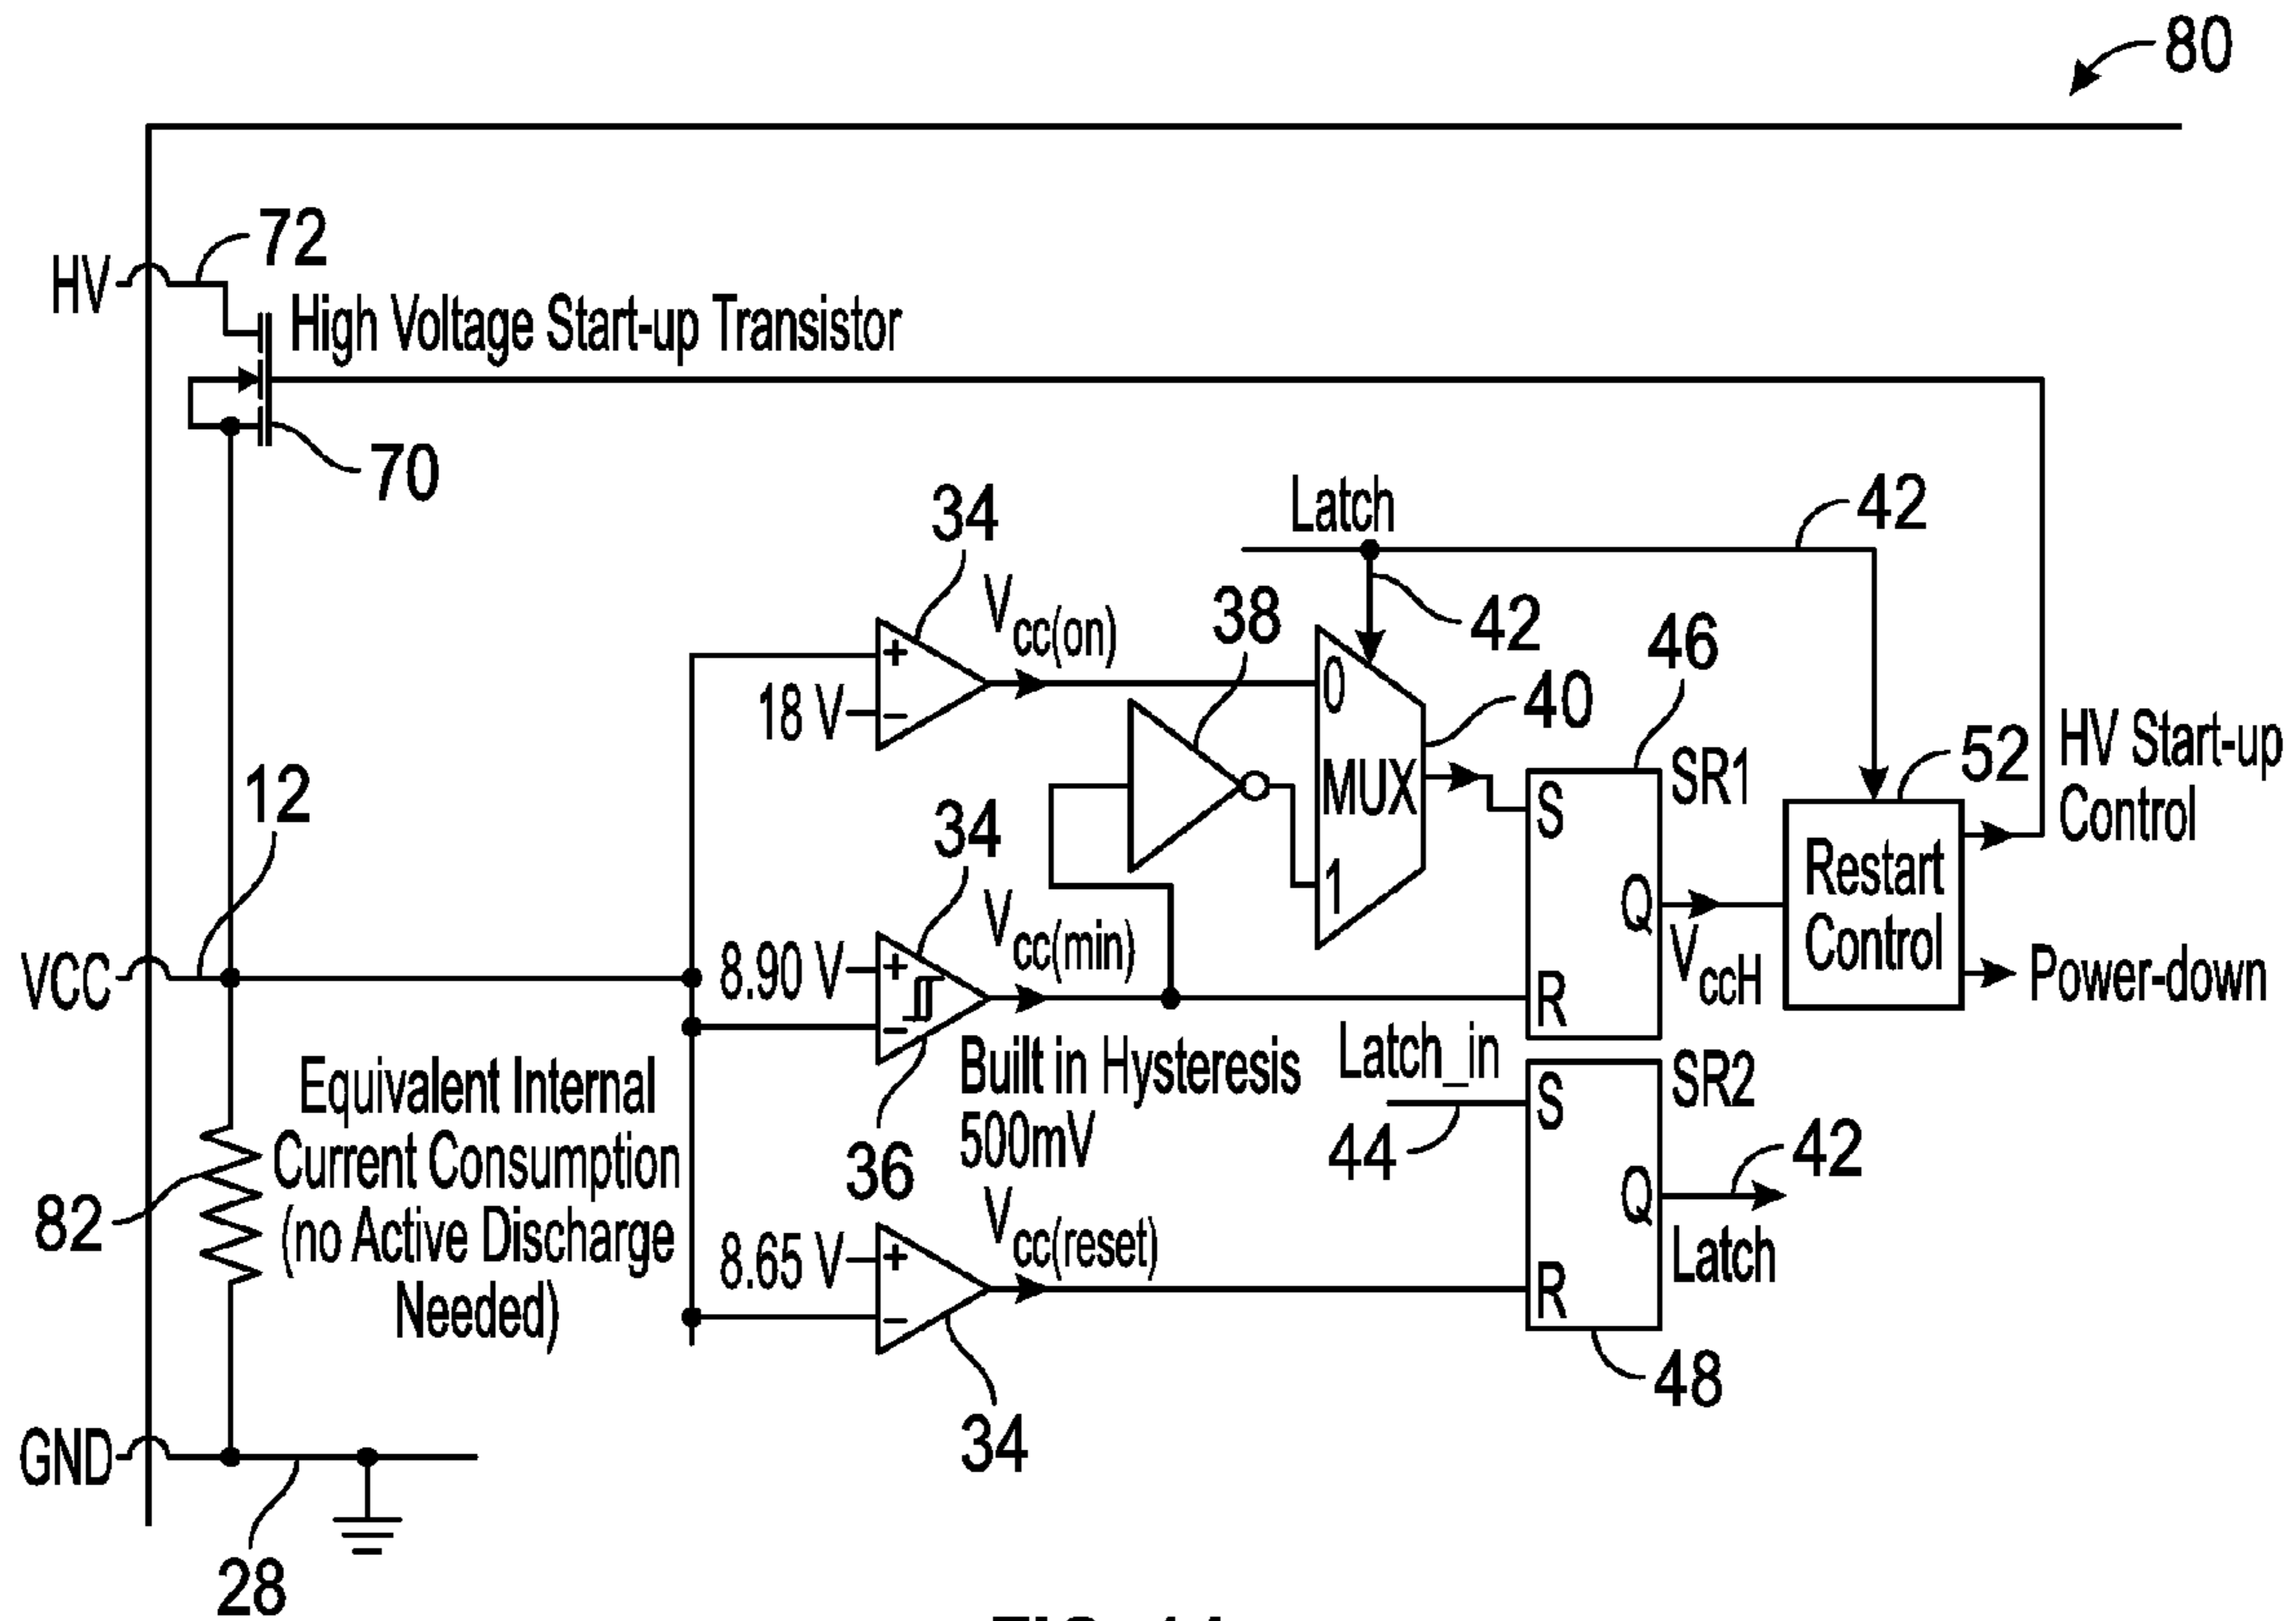 80
72
HV
High Voltage Start-up Transistor
70
34
Latch
42
Vcc(on)
38
42
46
+
0
18 V
−
40
SR1
52
HV Start-up
Control
12
MUX
S
34
Restart
Control
1
Vcc(min)
Q
VCC
8.90 V
+
VccH
Power-down
−
R
Latch_in
Built in Hysteresis
500mV
SR2
Equivalent Internal
Current Consumption
(no Active Discharge
Needed)
36
S
44
42
82
Q
Vcc(reset)
8.65 V
+
Latch
−
R
34
48
GND
28